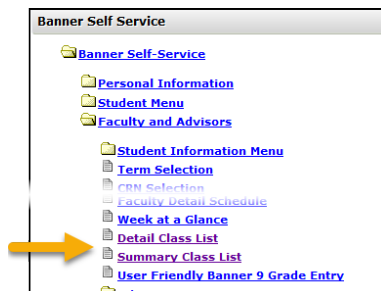 Banner Self Service
Banner Self-Service
Personal Information
Student Menu
Faculty and Advisors
Student Information Menu
Term Selection
CRN Selection
Faculty Detail Schedule
Week at a Glance
Detail Class List
Summary Class List
User Friendly Banner 9 Grade Entry